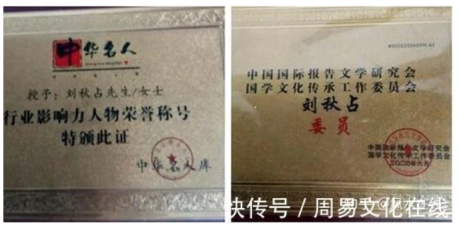 中华名人
授予:刘秋占先生/女士
行业影响力人物荣誉称号
特颁此证
中华名人库
中国国际报告文学研究会
国学文化传承工作委员会
刘秋占
委员
中国国际报告文学研究会
国学文化传承工作委员会
快传号 / 周易文化在线